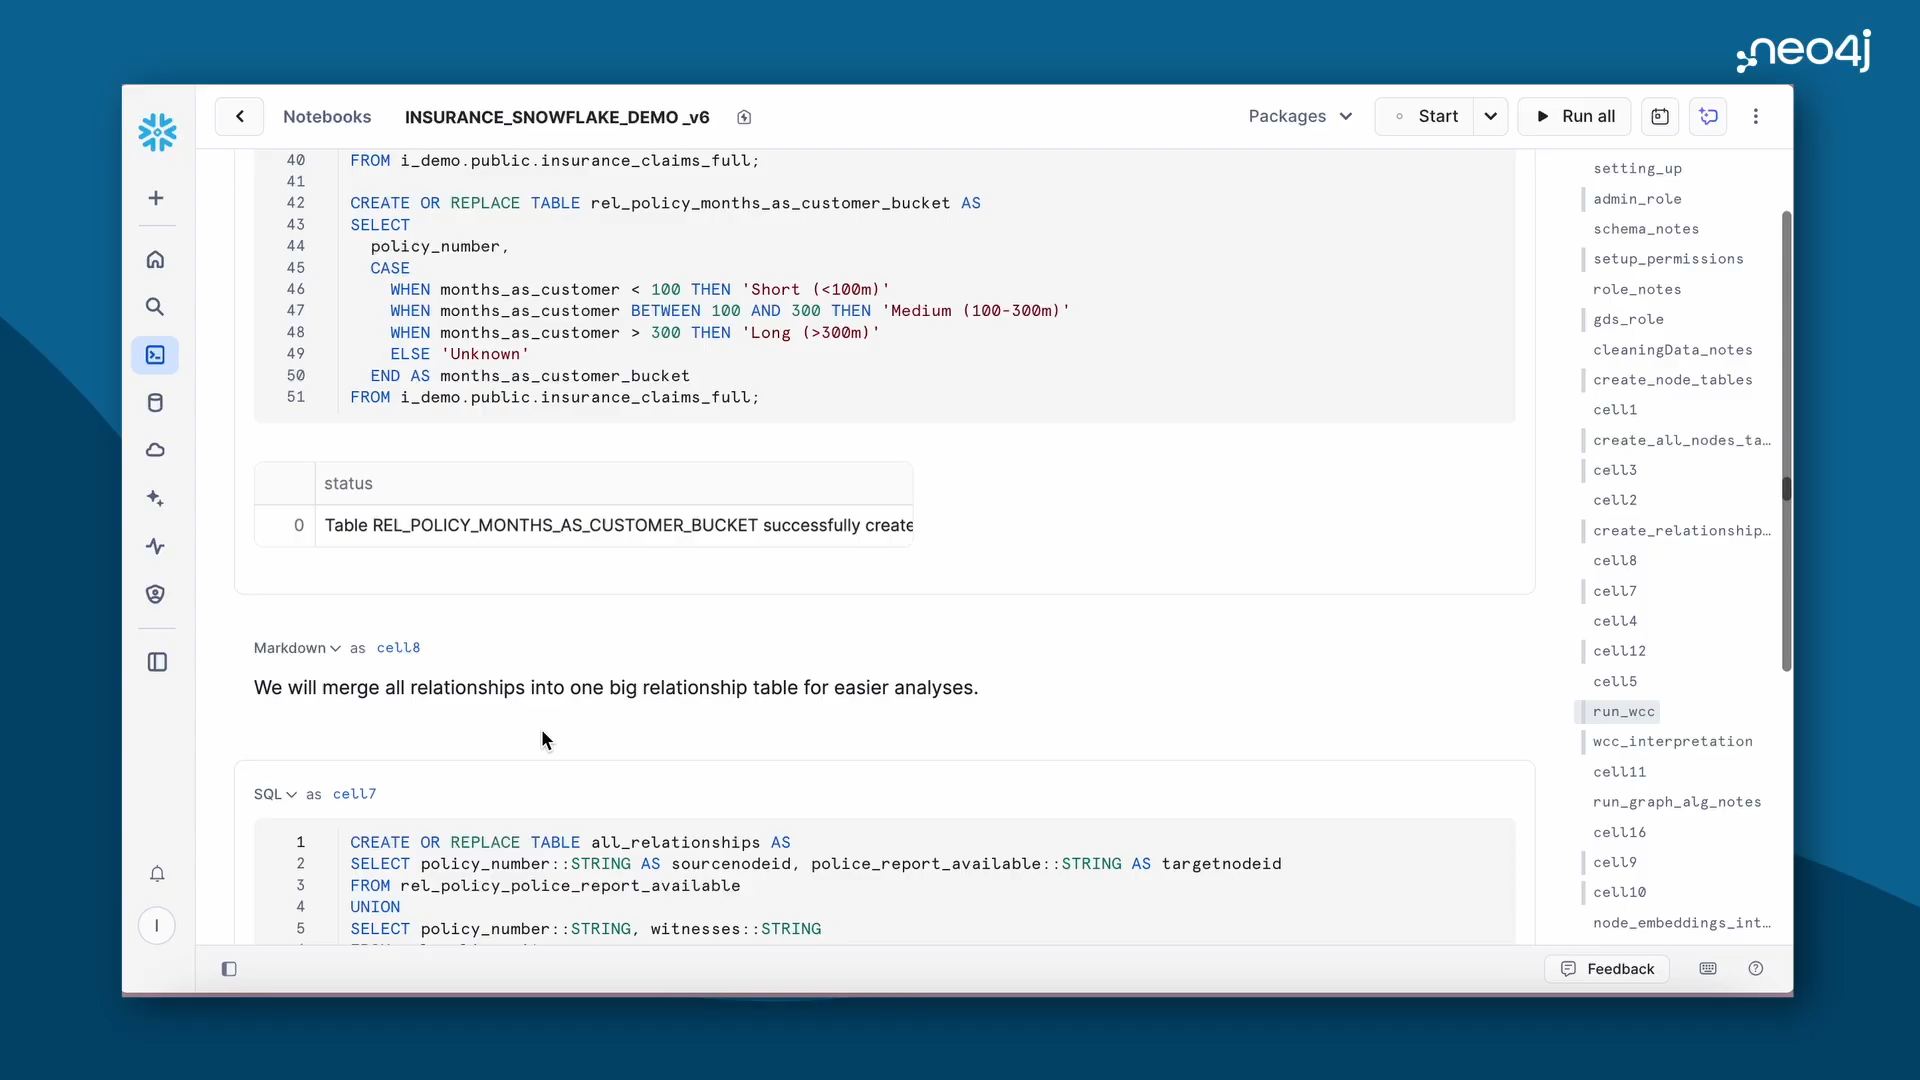 neo4j
Notebooks
INSURANCE_SNOWFLAKE_DEMO _v6
Packages
Start
Run all
40 FROM i_demo.public.insurance_claims_full;
41
42 CREATE OR REPLACE TABLE rel_policy_months_as_customer_bucket AS
43 SELECT
44 policy_number,
45 CASE
46 WHEN months_as_customer < 100 THEN 'Short (<100m)'
47 WHEN months_as_customer BETWEEN 100 AND 300 THEN 'Medium (100-300m)'
48 WHEN months_as_customer > 300 THEN 'Long (>300m)'
49 ELSE 'Unknown'
50 END AS months_as_customer_bucket
51 FROM i_demo.public.insurance_claims_full;
status
0 Table REL_POLICY_MONTHS_AS_CUSTOMER_BUCKET successfully create
Markdown as cell8
We will merge all relationships into one big relationship table for easier analyses.
SQL as cell7
1 CREATE OR REPLACE TABLE all_relationships AS
2 SELECT policy_number::STRING AS sourcenodeid, police_report_available::STRING AS targetnodeid
3 FROM rel_policy_police_report_available
4 UNION
5 SELECT policy_number::STRING, witnesses::STRING
setting_up
admin_role
schema_notes
setup_permissions
role_notes
gds_role
cleaningData_notes
create_node_tables
cell1
create_all_nodes_ta…
cell3
cell2
create_relationship…
cell8
cell7
cell4
cell12
cell5
run_wcc
wcc_interpretation
cell11
run_graph_alg_notes
cell16
cell9
cell10
node_embeddings_int…
I
Feedback